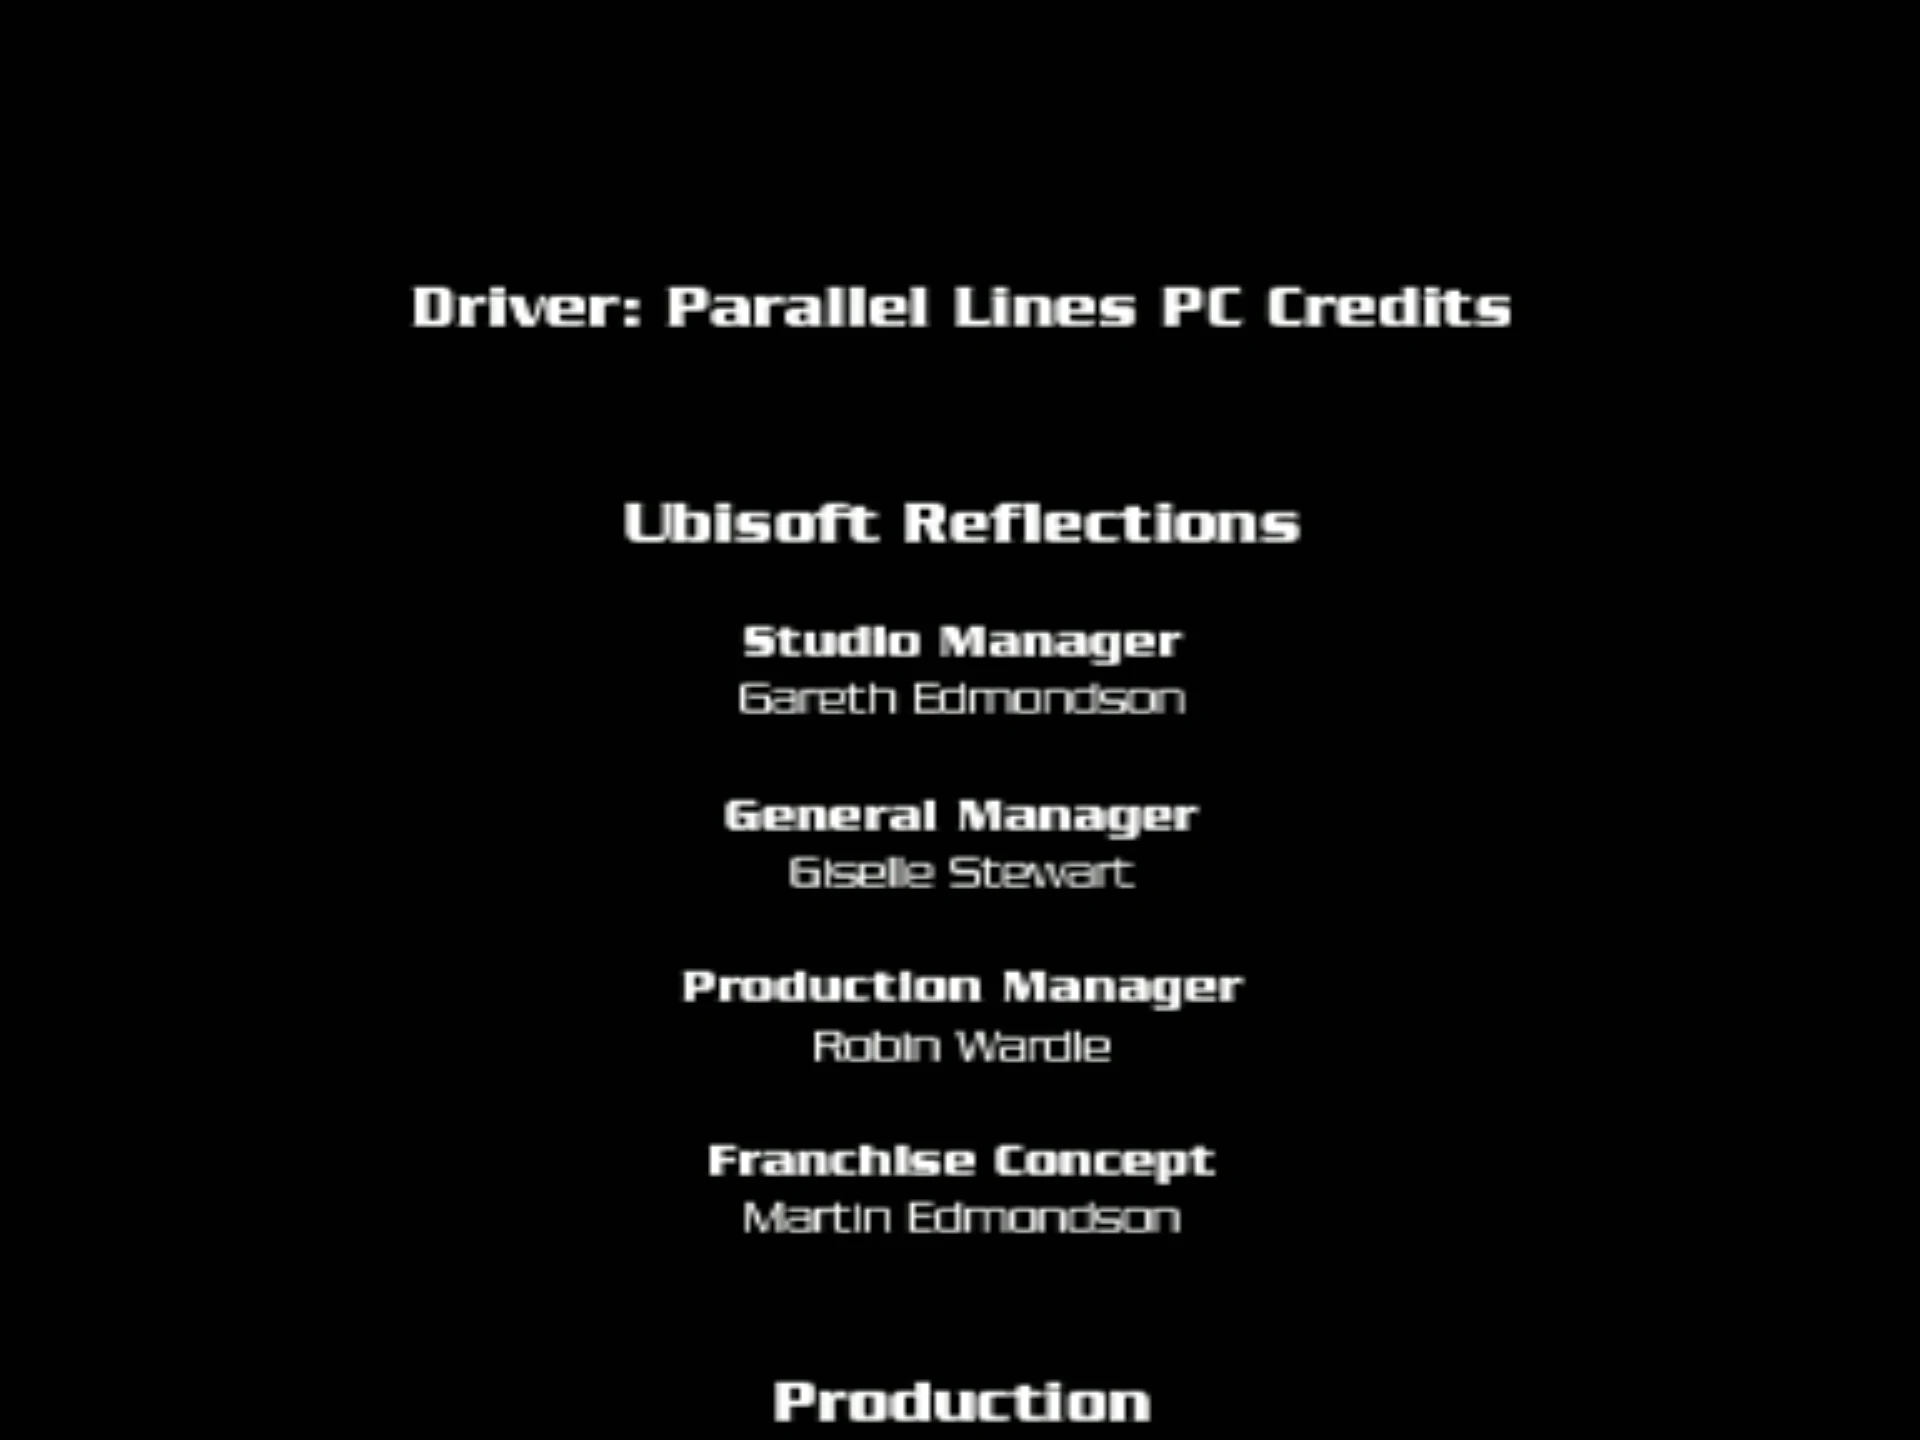 Driver: Parallel Lines PC Credits
Ubisoft Reflections
Studio Manager
Gareth Edmondson
General Manager
Giselle Stewart
Production Manager
Robin Wardle
Franchise Concept
Martin Edmondson
Production